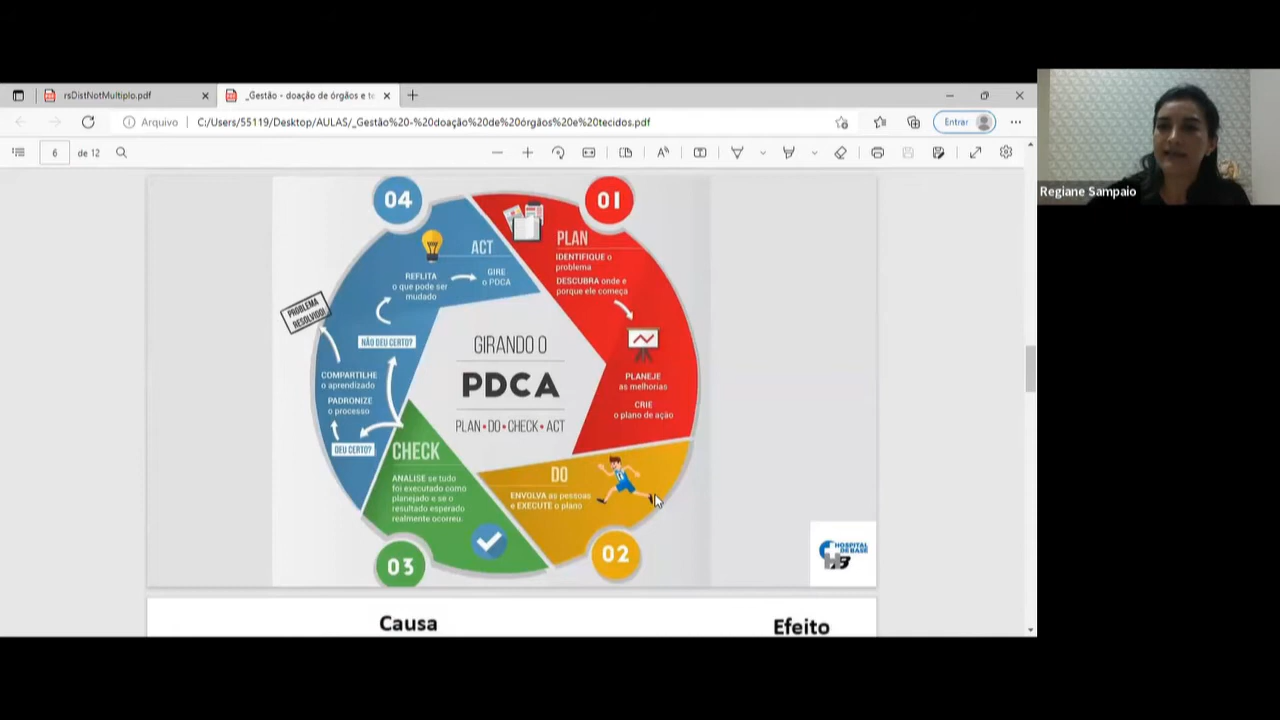 rsDistNotMultiplo.pdf
_Gestão - doação de órgãos e te
Arquivo
C:/Users/55119/Desktop/AULAS/_Gestão%20-%20doação%20de%20órgãos%20e%20tecidos.pdf
Entrar
6
de 12
Regiane Sampaio
04
ACT
REFLITA
o que pode ser
mudado
GIRE
o PDCA
PROBLEMA
RESOLVIDO!
NÃO DEU CERTO?
COMPARTILHE
o aprendizado
PADRONIZE
o processo
DEU CERTO?
01
PLAN
IDENTIFIQUE o
problema
DESCUBRA onde e
porque ele começa
PLANEJE
as melhorias
CRIE
o plano de ação
GIRANDO O
PDCA
PLAN•DO•CHECK•ACT
DO
ENVOLVA as pessoas
e EXECUTE o plano
02
CHECK
ANALISE se tudo
foi executado como
planejado e se o
resultado esperado
realmente ocorreu.
03
HOSPITAL
DE BASE
Causa
Efeito